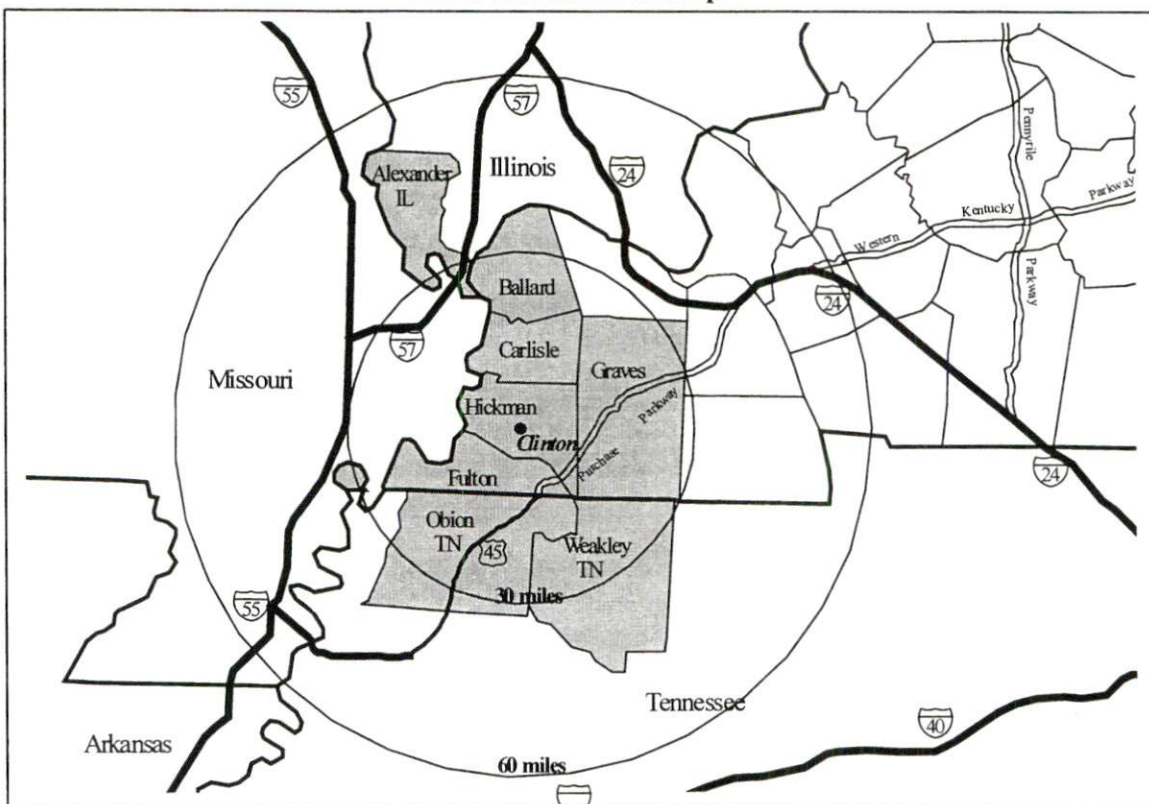 55
57
Illinois
Alexander
IL
24
Pennyrile
Parkway
Kentucky
Western
Parkway
Ballard
24
57
Carlisle
Graves
Missouri
Hickman
Clinton
Parkway
Purchase
Fulton
24
Obion
TN
45
Weakley
TN
30 miles
55
Tennessee
40
Arkansas
60 miles